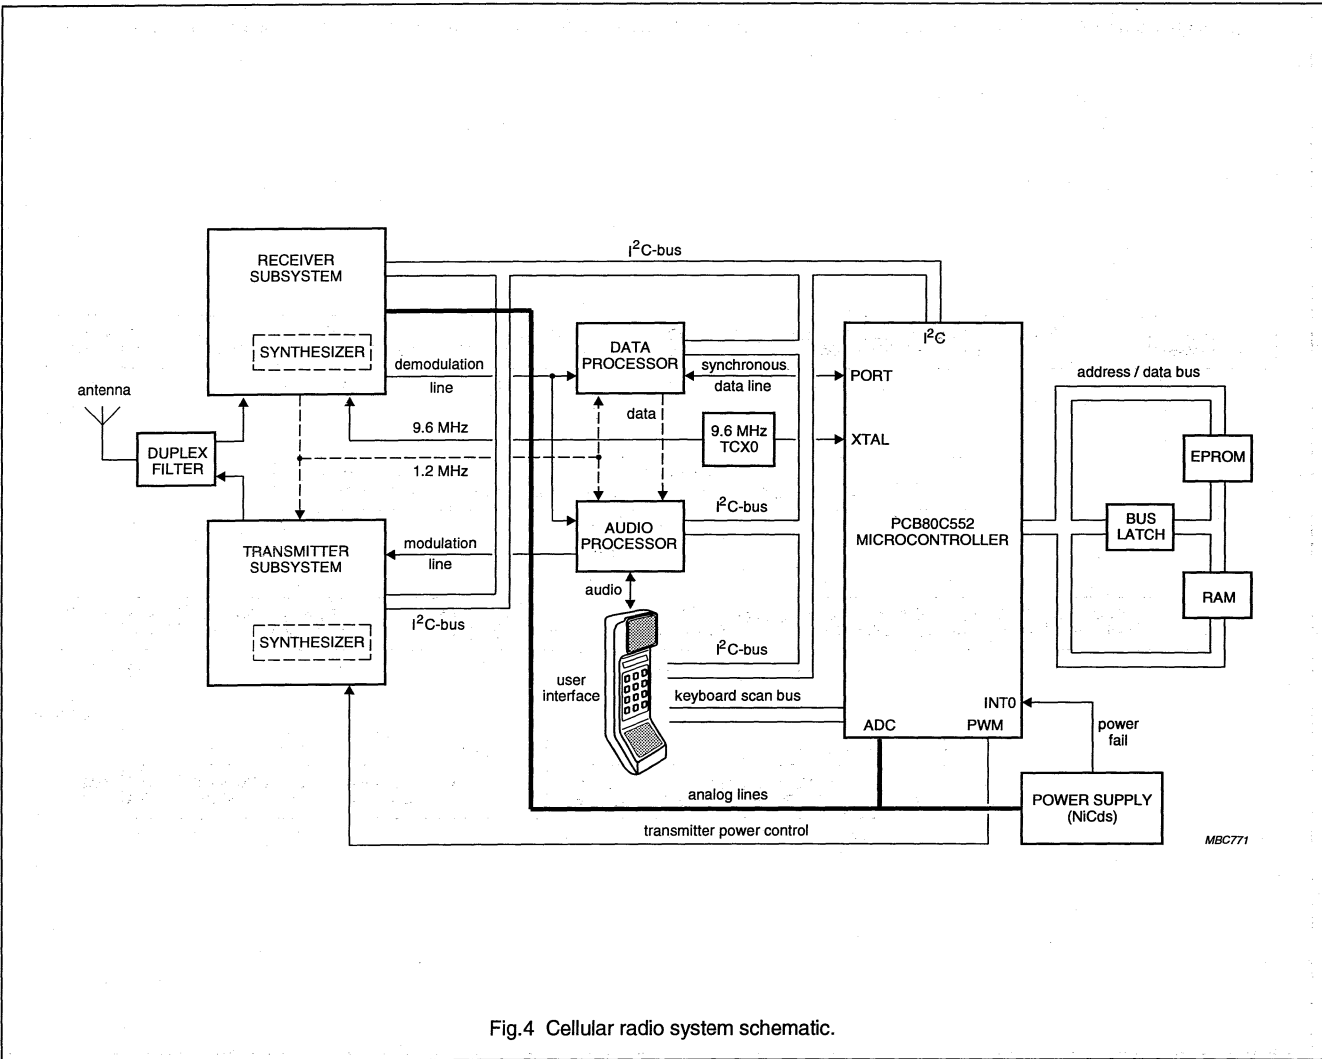 I²C-bus
RECEIVER
SUBSYSTEM
SYNTHESIZER
antenna
DUPLEX
FILTER
demodulation
line
9.6 MHz
1.2 MHz
DATA
PROCESSOR
synchronous
data line
data
9.6 MHz
TCX0
I²C
PORT
XTAL
PCB80C552
MICROCONTROLLER
address / data bus
EPROM
BUS
LATCH
RAM
TRANSMITTER
SUBSYSTEM
SYNTHESIZER
modulation
line
I²C-bus
AUDIO
PROCESSOR
I²C-bus
audio
user
interface
I²C-bus
keyboard scan bus
ADC
PWM
INT0
power
fail
POWER SUPPLY
(NiCds)
analog lines
transmitter power control
MBC771
Fig.4 Cellular radio system schematic.